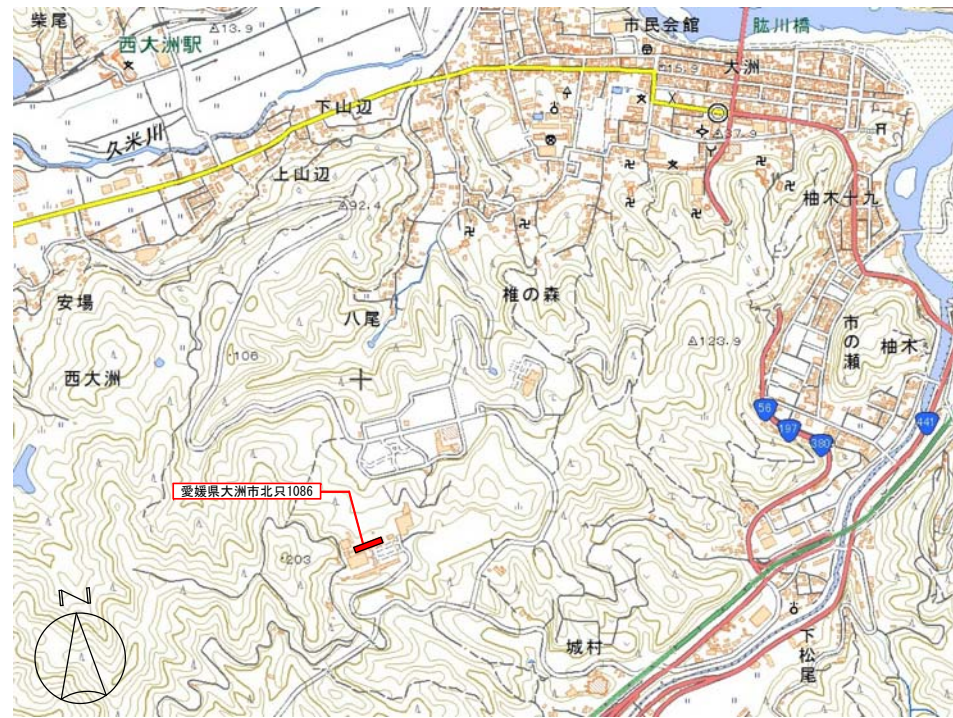 柴尾
13.9
西大洲駅
市民会館
肱川橋
15.9
大洲
下山辺
久米川
上山辺
37.9
92.4
柚木十九
椎の森
安場
八尾
市の瀬
123.9
柚木
106
西大洲
56
197
380
441
愛媛県大洲市北只1086
203
城村
下松尾
N